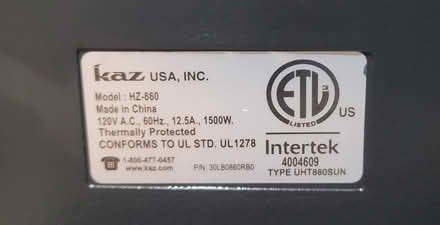 kaz USA, INC.
Model : HZ-860
Made in China
120V A.C., 60Hz., 12.5A., 1500W.
Thermally Protected
CONFORMS TO UL STD. UL1278
1-800-477-0457
www.kaz.com
P/N: 30LB0860RB0
ETL
LISTED
US
Intertek
4004609
TYPE UHT860SUN